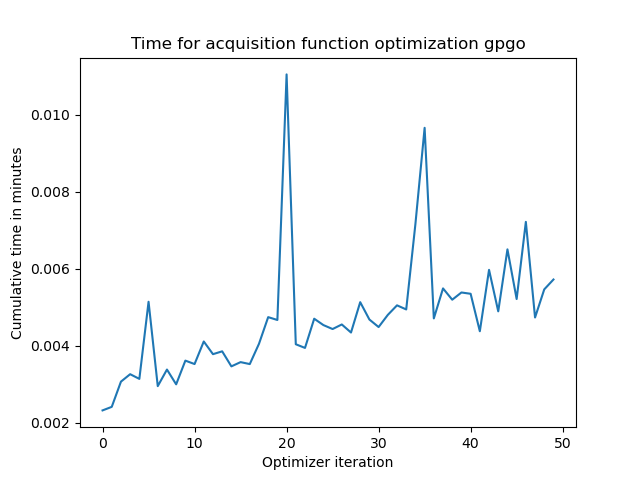 Time for acquisition function optimization gpgo
Cumulative time in minutes
0.010
0.008
0.006
0.004
0.002
0 10 20 30 40 50
Optimizer iteration